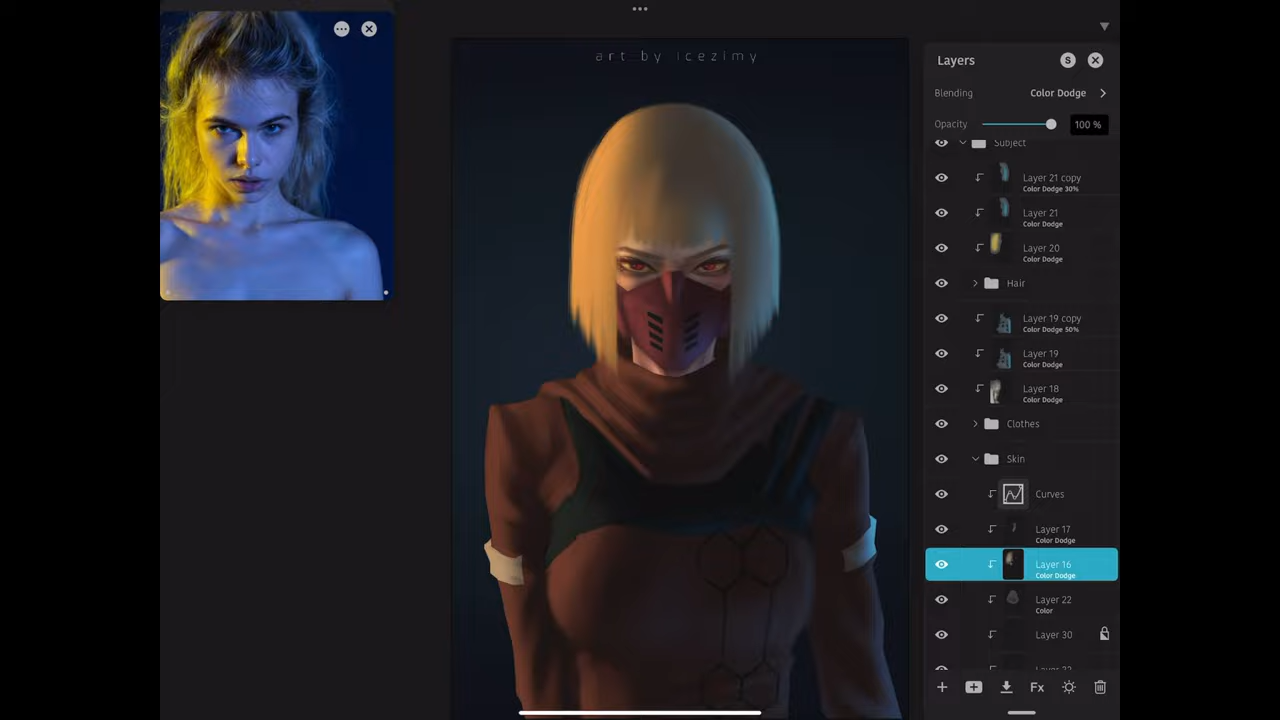 art by icezimy
Layers
S
Blending
Color Dodge
Opacity
100 %
Subject
Layer 21 copy
Color Dodge 30%
Layer 21
Color Dodge
Layer 20
Color Dodge
Hair
Layer 19 copy
Color Dodge 50%
Layer 19
Color Dodge
Layer 18
Color Dodge
Clothes
Skin
Curves
Layer 17
Color Dodge
Layer 16
Color Dodge
Layer 22
Color
Layer 30
Fx